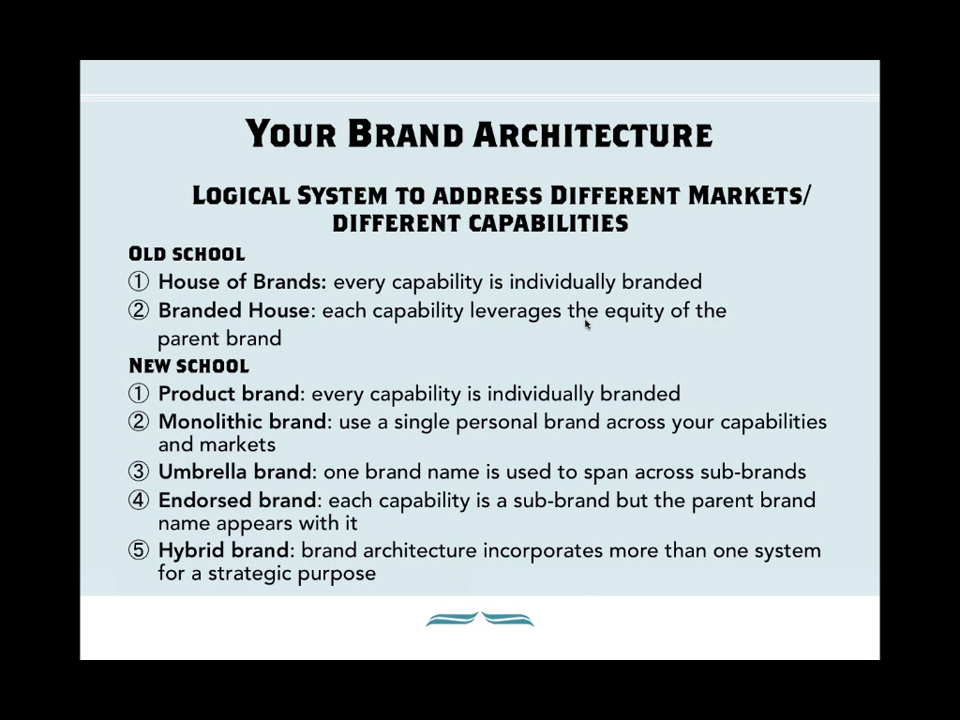 YOUR BRAND ARCHITECTURE
LOGICAL SYSTEM TO ADDRESS DIFFERENT MARKETS/
DIFFERENT CAPABILITIES
OLD SCHOOL
① House of Brands: every capability is individually branded
② Branded House: each capability leverages the equity of the
parent brand
NEW SCHOOL
① Product brand: every capability is individually branded
② Monolithic brand: use a single personal brand across your capabilities
and markets
③ Umbrella brand: one brand name is used to span across sub-brands
④ Endorsed brand: each capability is a sub-brand but the parent brand
name appears with it
⑤ Hybrid brand: brand architecture incorporates more than one system
for a strategic purpose